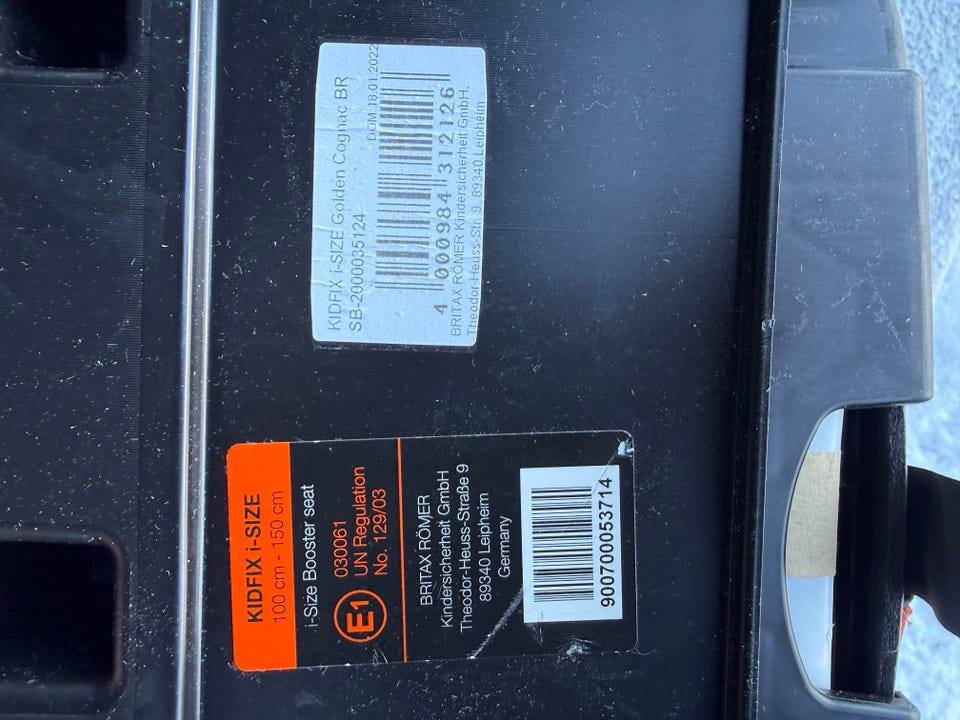 KIDFIX i-SIZE Golden Cognac BR
SB-2000035124
DOM 18.01.2022
4 000984 312126
BRITAX RÖMER Kindersicherheit GmbH,
Theodor-Heuss-Str. 9, 89340 Leipheim
KIDFIX i-SIZE
100 cm - 150 cm
i-Size Booster seat
E1
030061
UN Regulation
No. 129/03
BRITAX RÖMER
Kindersicherheit GmbH
Theodor-Heuss-Straße 9
89340 Leipheim
Germany
9007000053714